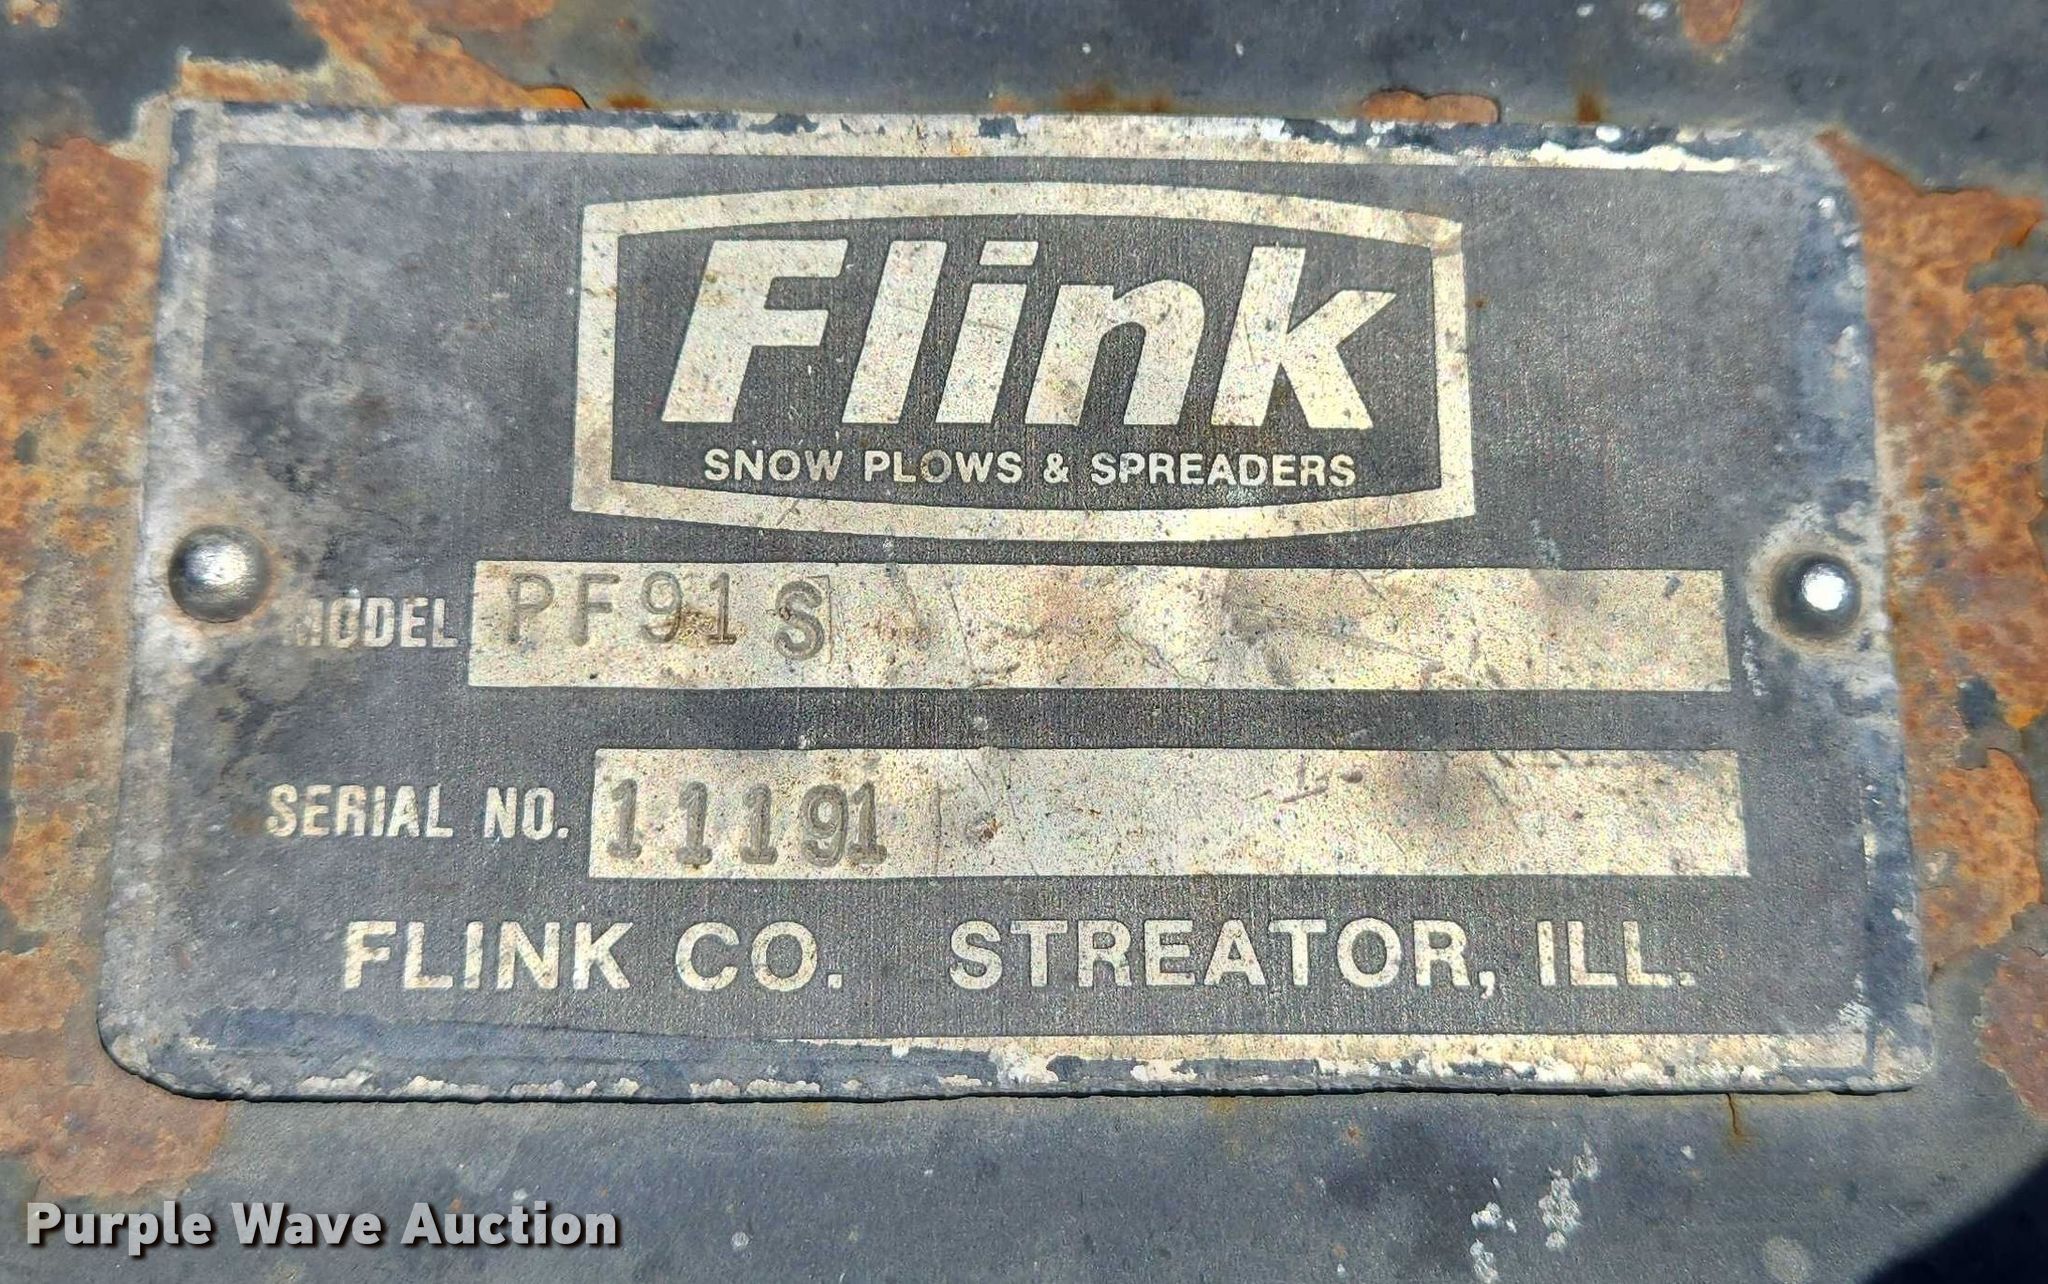 Flink
SNOW PLOWS & SPREADERS
MODEL PF91S
SERIAL NO. 11191
FLINK CO. STREATOR, ILL.
Purple Wave Auction